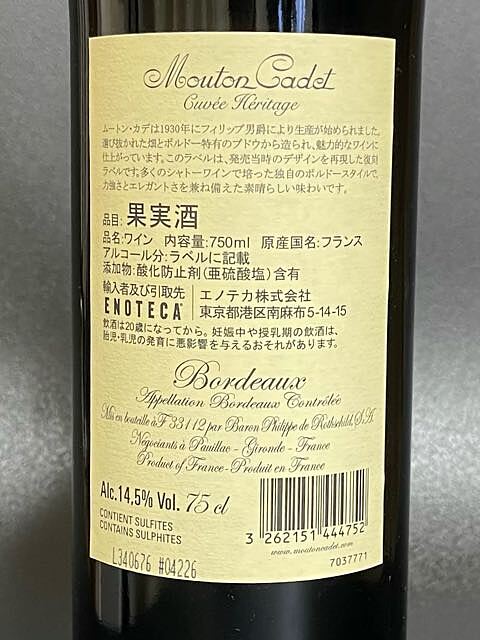 Mouton Cadet
Cuvée Héritage
ムートン・カデは1930年にフィリップ男爵により生産が始められました。
選び抜かれた畑とボルドー特有のブドウから造られ、魅力的なワインに
仕上がっています。このラベルは、発売当時のデザインを再現した復刻
ラベルです。多くのシャトーワインで培った独自のボルドースタイルで、
力強さとエレガントさを兼ね備えた素晴らしい味わいです。
品目:果実酒
品名:ワイン 内容量:750ml 原産国名:フランス
アルコール分:ラベルに記載
添加物:酸化防止剤(亜硫酸塩)含有
輸入者及び引取先 エノテカ株式会社
ENOTECA® 東京都港区南麻布5-14-15
飲酒は20歳になってから。妊娠中や授乳期の飲酒は、
胎児・乳児の発育に悪影響を与えるおそれがあります。
Bordeaux
Appellation Bordeaux Contrôlée
Mis en bouteille à F 33112 par Baron Philippe de Rothschild, S.A.
Négociants à Pauillac - Gironde - France
Product of France - Produit en France
Alc.14,5% Vol. 75 cl
CONTIENT SULFITES
CONTAINS SULPHITES
3 262151 444752
www.moutoncadet.com
L340676 #04226
7037771